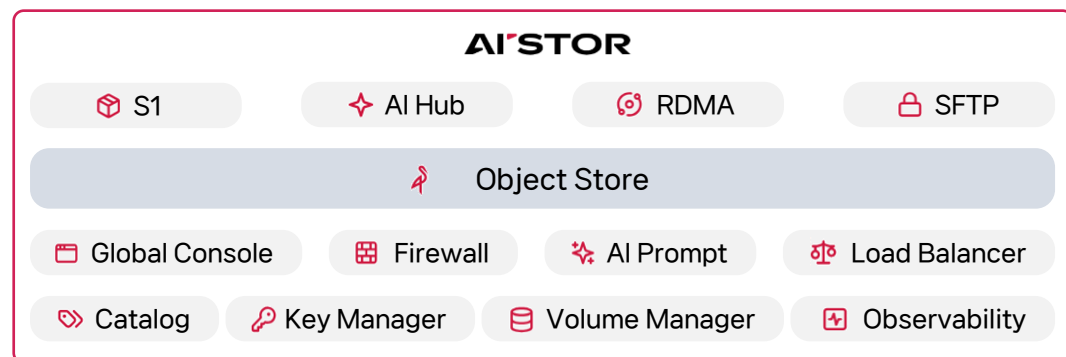 AISTOR
S1 AI Hub RDMA SFTP
Object Store
Global Console Firewall AI Prompt Load Balancer
Catalog Key Manager Volume Manager Observability